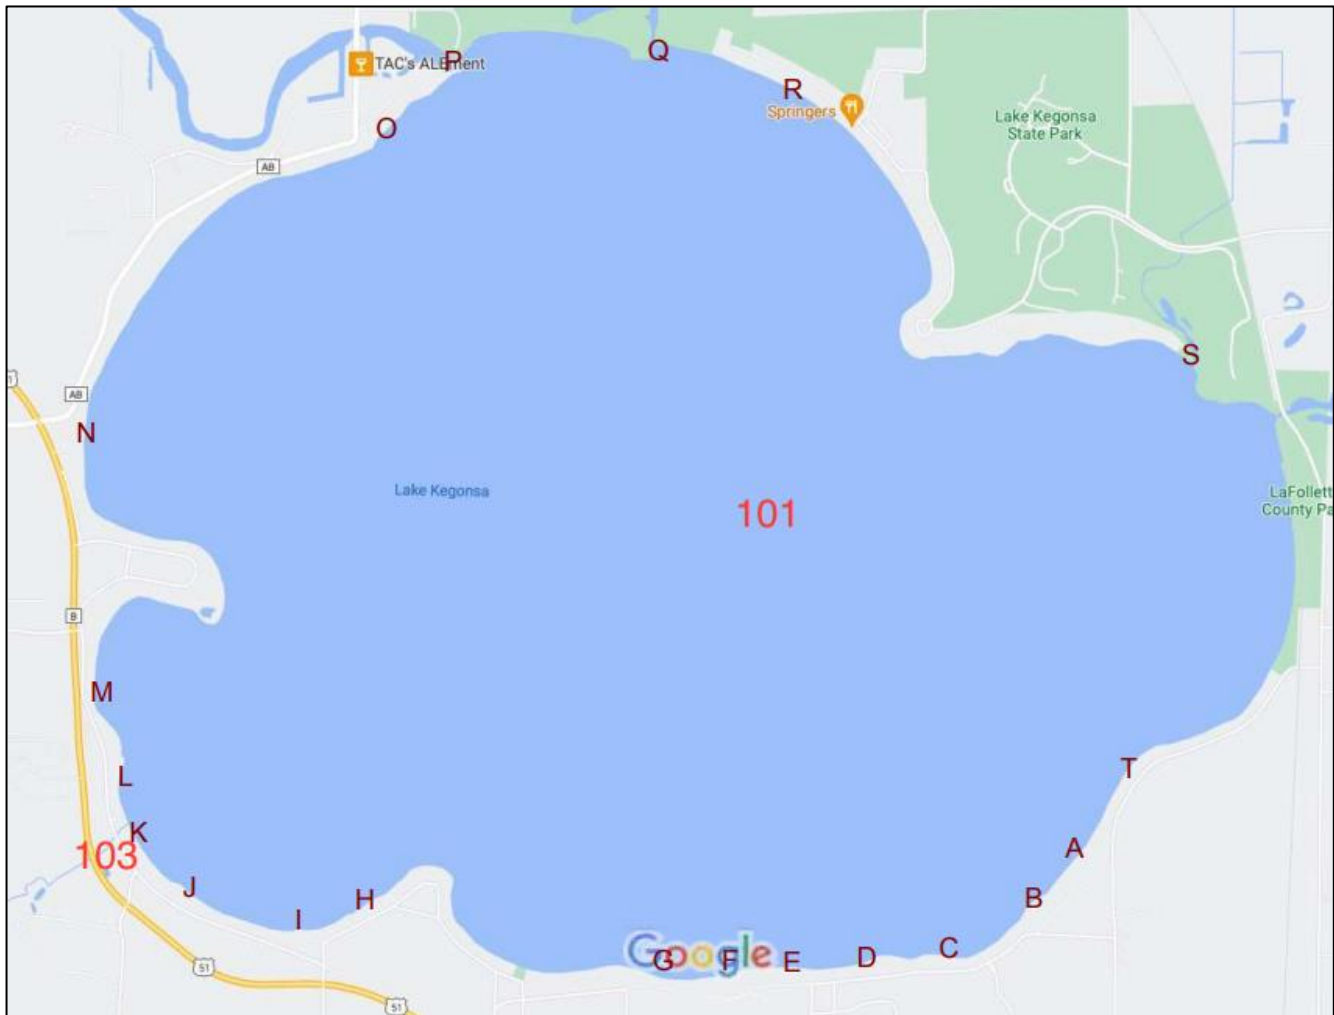 P
Q
TAC's ALEment
R
Springers
Lake Kegonsa
State Park
O
AB
S
1
AB
N
Lake Kegonsa
LaFollett
County Pa
101
B
M
T
L
K
A
103
J
H
B
I
C
Google
G
F
E
D
51
51